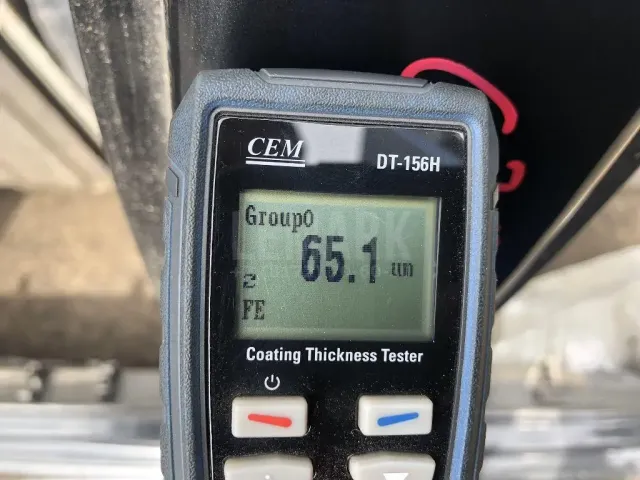 CEM
DT-156H
Group0
65.1 um
2
FE
Coating Thickness Tester